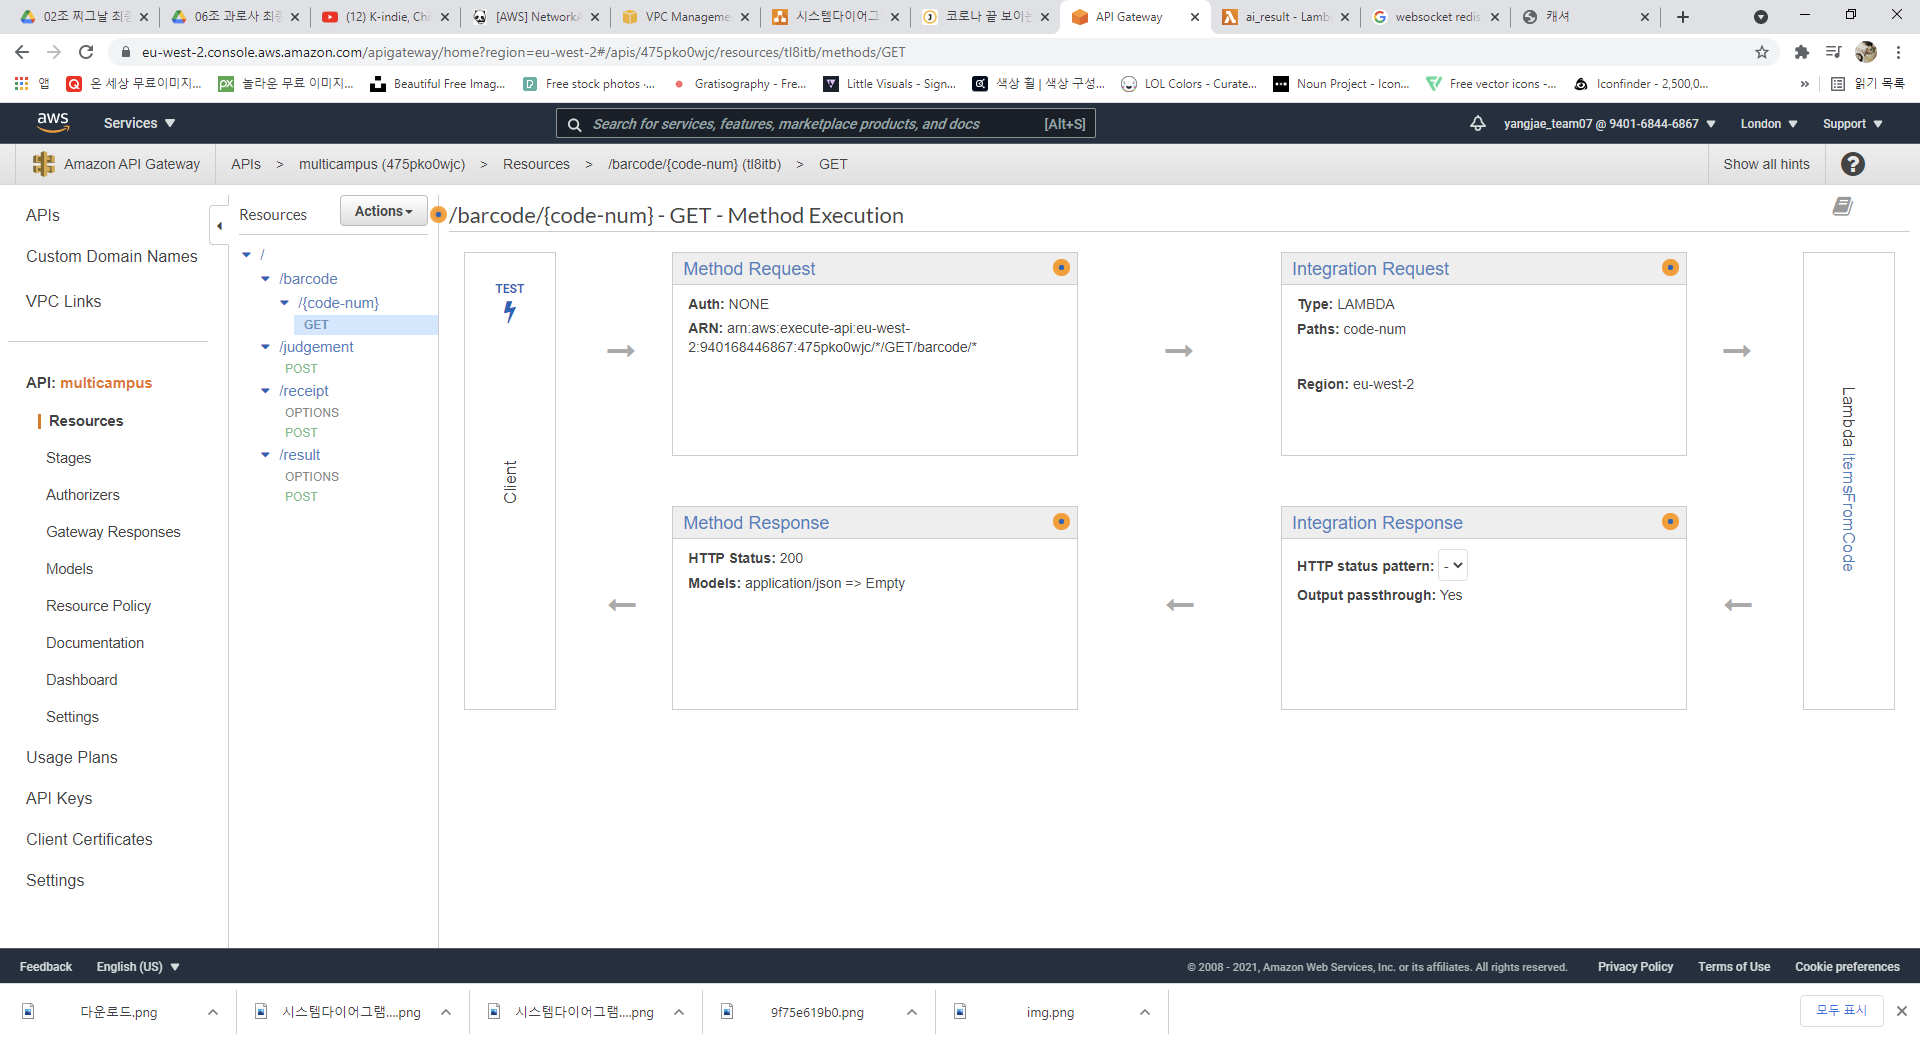 02조 찌그날 최종
06조 과로사 최종
(12) K-indie, Chi
[AWS] Network
VPC Manageme
시스템다이어그
코로나 끝 보이는
API Gateway
ai_result - Lamb
websocket redis
캐셔
eu-west-2.console.aws.amazon.com/apigateway/home?region=eu-west-2#/apis/475pko0wjc/resources/tl8itb/methods/GET
앱
온 세상 무료이미지...
놀라운 무료 이미지...
Beautiful Free Imag...
Free stock photos ·...
Gratisography - Fre...
Little Visuals - Sign...
색상 휠 | 색상 구성...
LOL Colors - Curate...
Noun Project - Icon...
Free vector icons -...
Iconfinder - 2,500,0...
»
읽기 목록
aws
Services
Search for services, features, marketplace products, and docs
[Alt+S]
yangjae_team07 @ 9401-6844-6867
London
Support
Amazon API Gateway
APIs > multicampus (475pko0wjc) > Resources > /barcode/{code-num} (tl8itb) > GET
Show all hints
APIs
Custom Domain Names
VPC Links
API: multicampus
Resources
Stages
Authorizers
Gateway Responses
Models
Resource Policy
Documentation
Dashboard
Settings
Usage Plans
API Keys
Client Certificates
Settings
Resources
Actions
/
/barcode
/{code-num}
GET
/judgement
POST
/receipt
OPTIONS
POST
/result
OPTIONS
POST
/barcode/{code-num} - GET - Method Execution
TEST
Client
Method Request
Auth: NONE
ARN: arn:aws:execute-api:eu-west-
2:940168446867:475pko0wjc/*/GET/barcode/*
Integration Request
Type: LAMBDA
Paths: code-num
Region: eu-west-2
Method Response
HTTP Status: 200
Models: application/json => Empty
Integration Response
HTTP status pattern: -
Output passthrough: Yes
Lambda ItemsFromCode
Feedback
English (US)
© 2008 - 2021, Amazon Web Services, Inc. or its affiliates. All rights reserved.
Privacy Policy
Terms of Use
Cookie preferences
다운로드.png
시스템다이어그램....png
시스템다이어그램....png
9f75e619b0.png
img.png
모두 표시